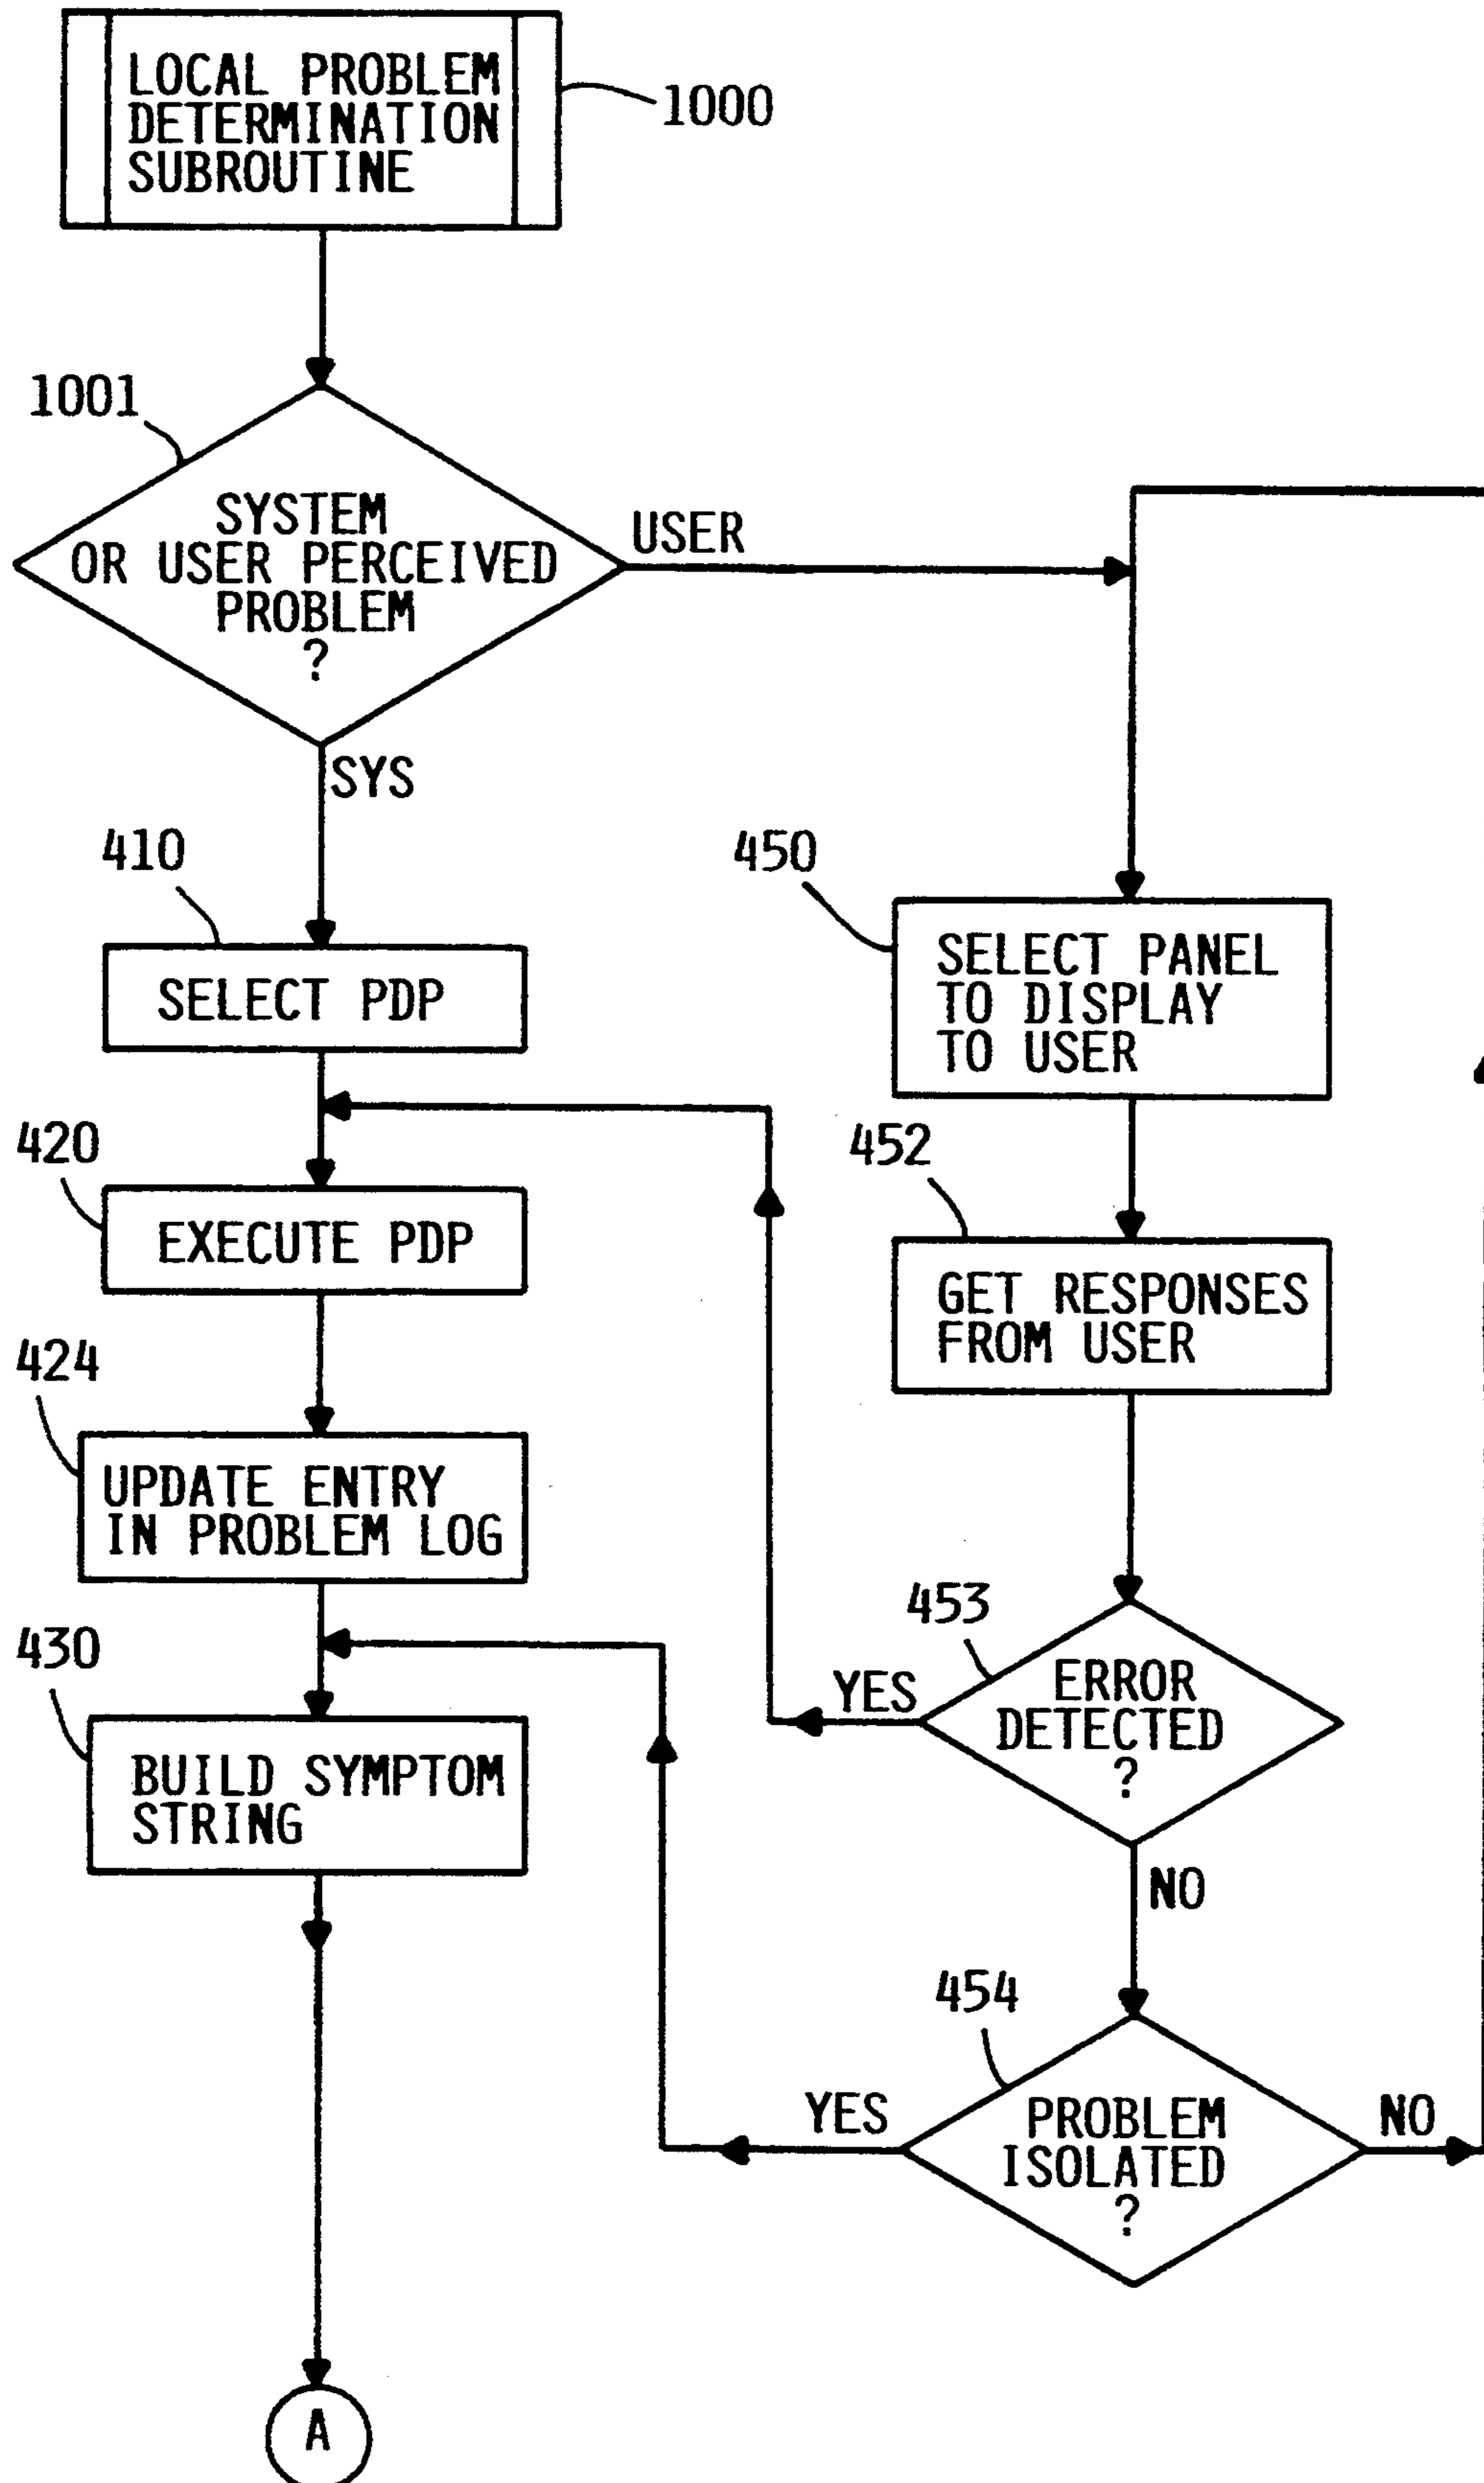 LOCAL PROBLEM
DETERMINATION
SUBROUTINE
1000
1001
SYSTEM
OR USER PERCEIVED
PROBLEM
?
USER
SYS
410
SELECT PDP
450
SELECT PANEL
TO DISPLAY
TO USER
420
EXECUTE PDP
452
GET RESPONSES
FROM USER
424
UPDATE ENTRY
IN PROBLEM LOG
453
ERROR
DETECTED
?
YES
NO
430
BUILD SYMPTOM
STRING
454
PROBLEM
ISOLATED
?
YES
NO
A